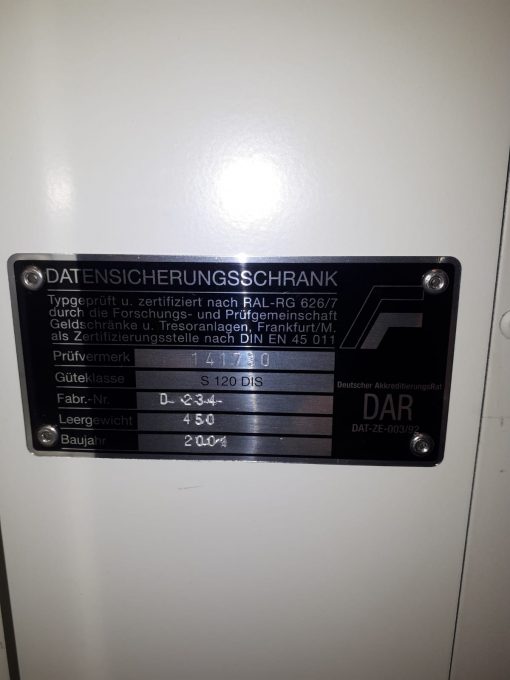 DATENSICHERUNGSSCHRANK
Typgeprüft u. zertifiziert nach RAL-RG 626/7
durch die Forschungs- und Prüfgemeinschaft
Geldschränke u. Tresoranlagen, Frankfurt/M.
als Zertifizierungsstelle nach DIN EN 45 011
Prüfvermerk
Güteklasse S 120 DIS
Fabr.-Nr. D-234
Leergewicht 450
Baujahr 2001
Deutscher AkkreditierungsRat
DAR
DAT-ZE-003/92